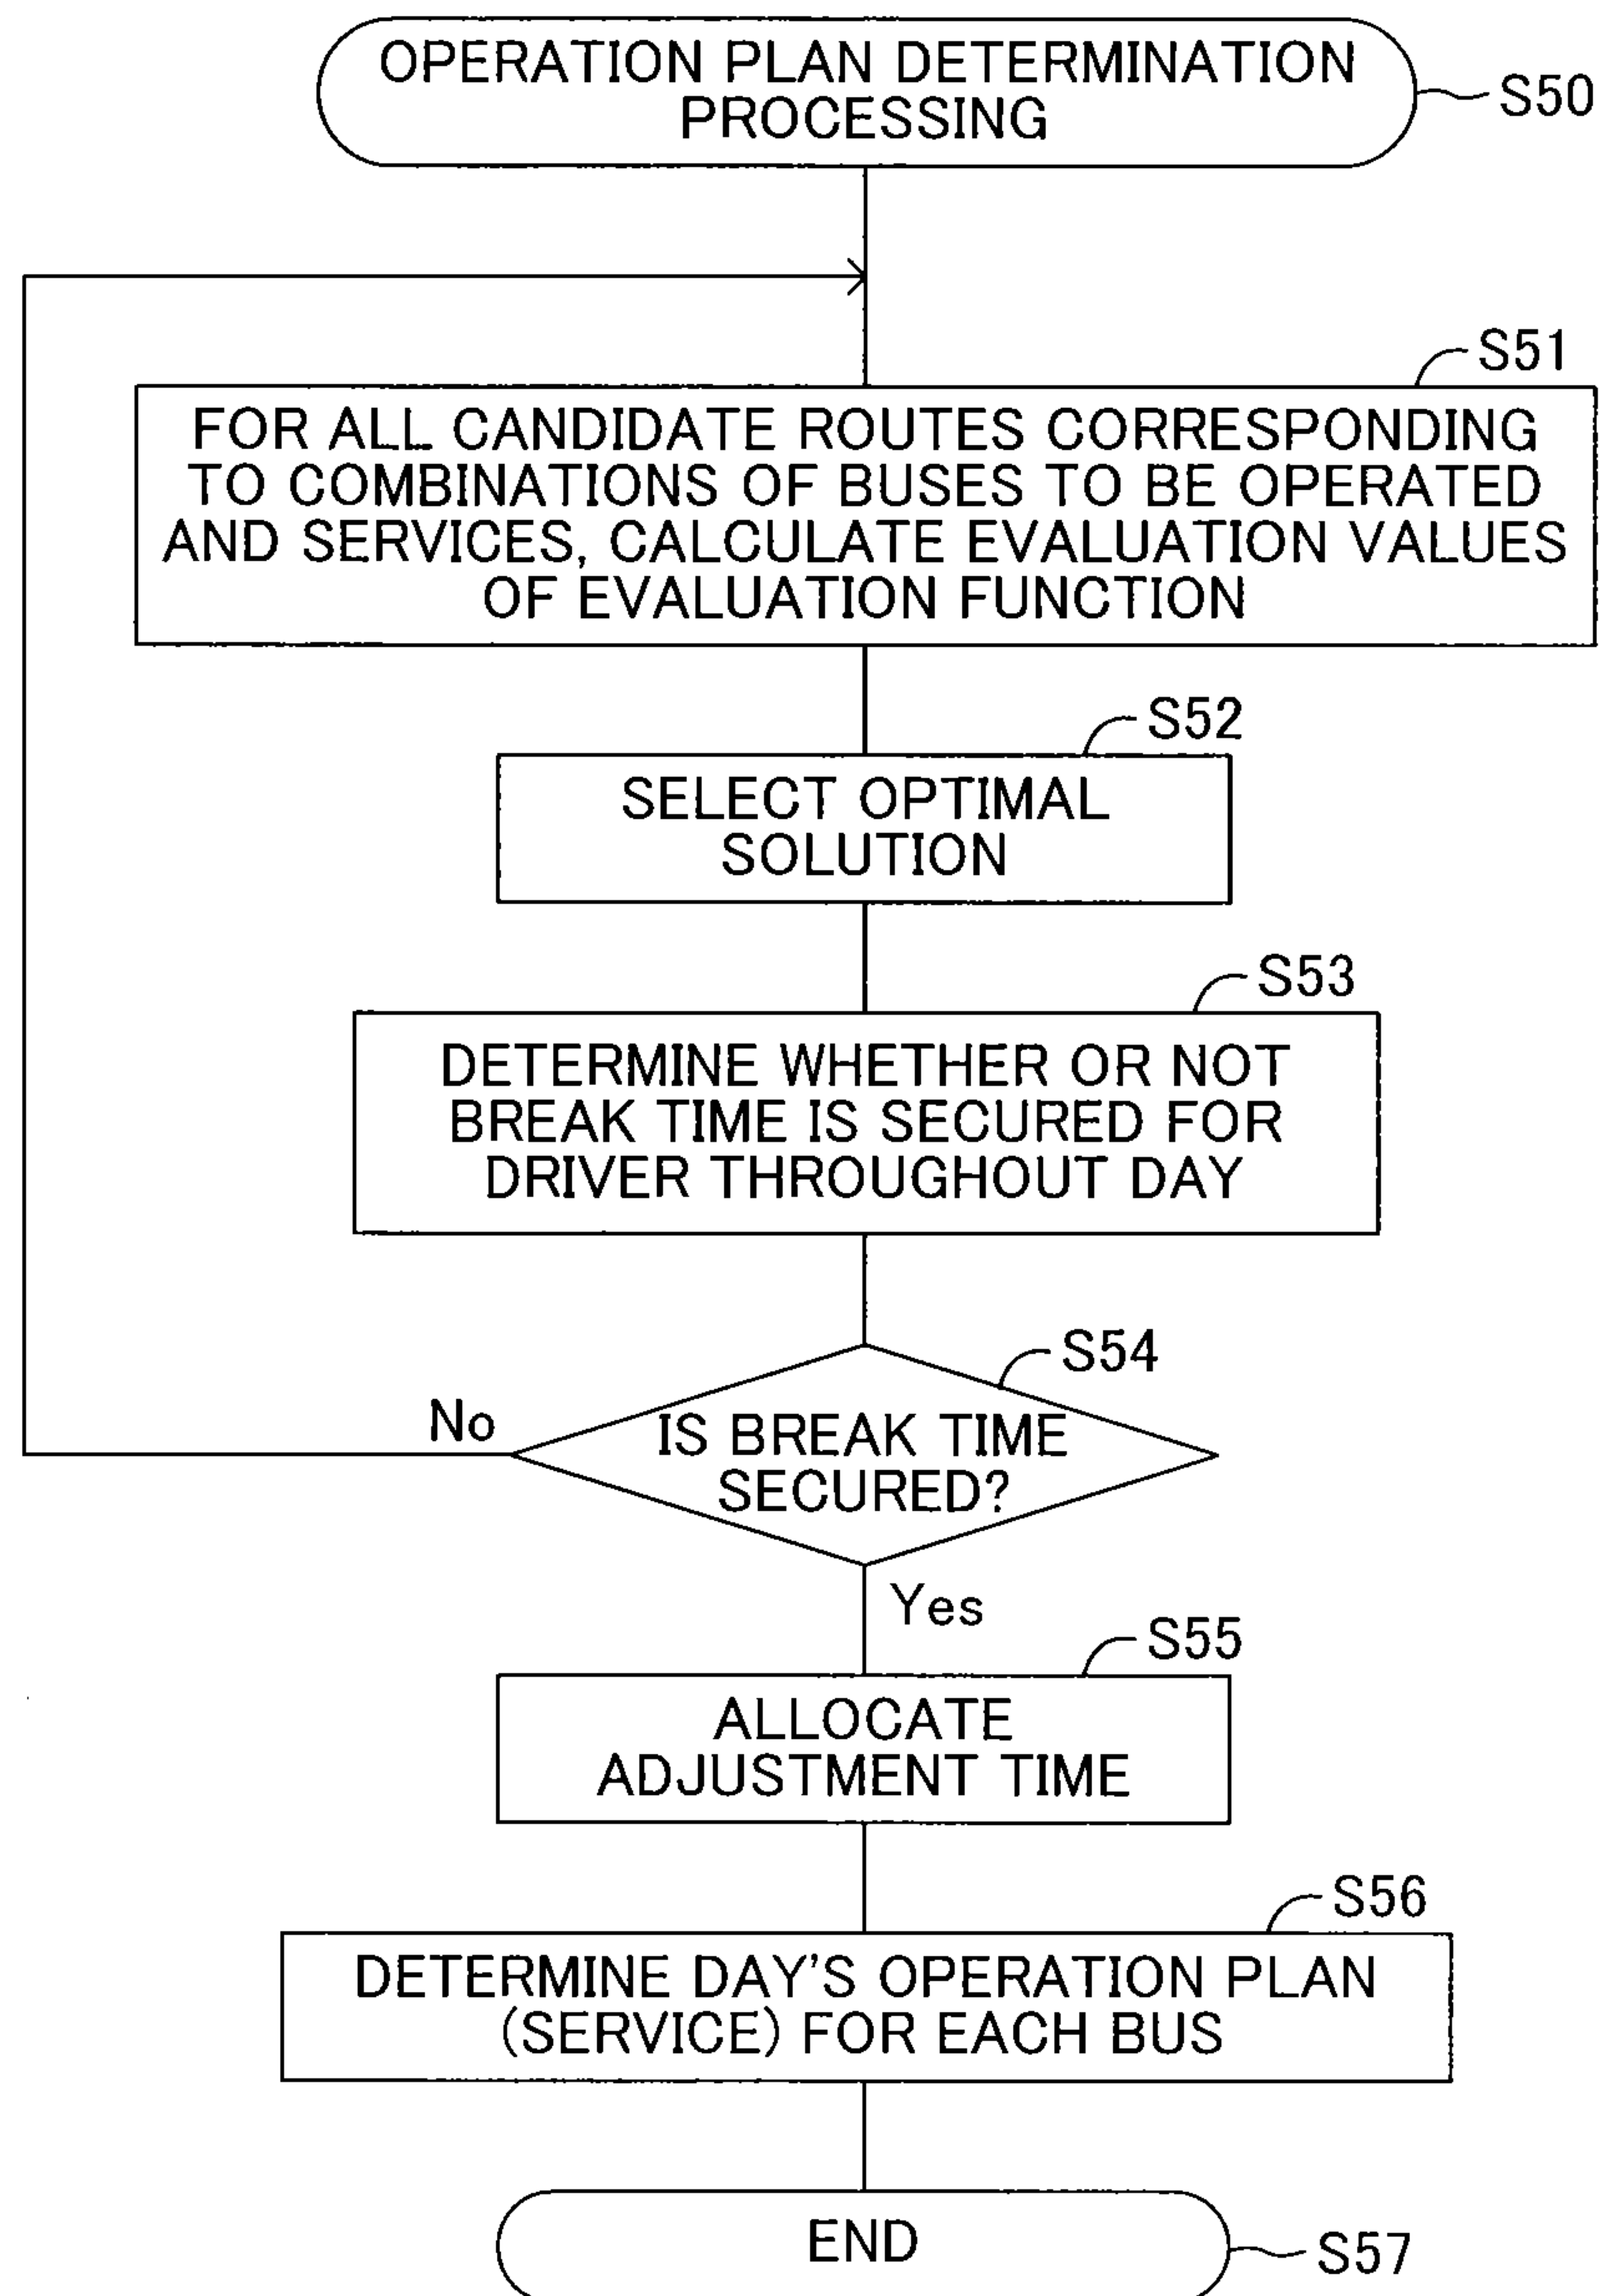 OPERATION PLAN DETERMINATION
PROCESSING
S50
S51
FOR ALL CANDIDATE ROUTES CORRESPONDING
TO COMBINATIONS OF BUSES TO BE OPERATED
AND SERVICES, CALCULATE EVALUATION VALUES
OF EVALUATION FUNCTION
S52
SELECT OPTIMAL
SOLUTION
S53
DETERMINE WHETHER OR NOT
BREAK TIME IS SECURED FOR
DRIVER THROUGHOUT DAY
S54
No
IS BREAK TIME
SECURED?
Yes
S55
ALLOCATE
ADJUSTMENT TIME
S56
DETERMINE DAY'S OPERATION PLAN
(SERVICE) FOR EACH BUS
END
S57